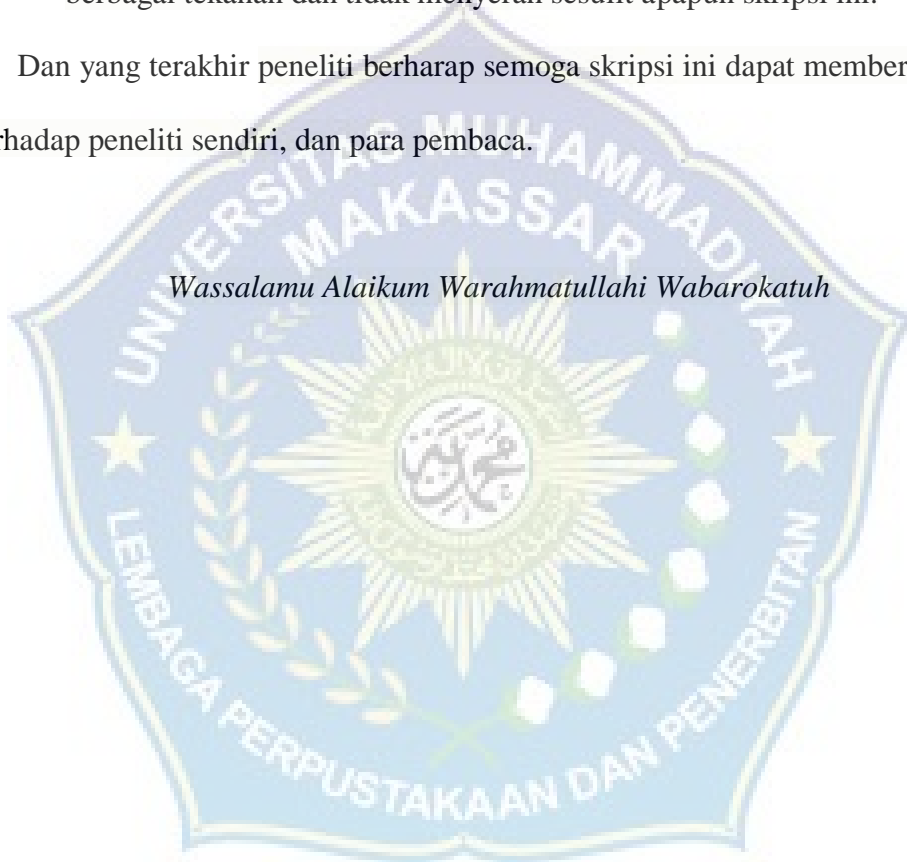 berbagai tekanan dan tidak menyerah sesulit apapun skripsi ini.
Dan yang terakhir peneliti berharap semoga skripsi ini dapat member
rhadap peneliti sendiri, dan para pembaca.
UNIVERSITAS MUHAMMADIYAH
MAKASSAR
Wassalamu Alaikum Warahmatullahi Wabarokatuh
LEMBAGA PERPUSTAKAAN DAN PENERBITAN